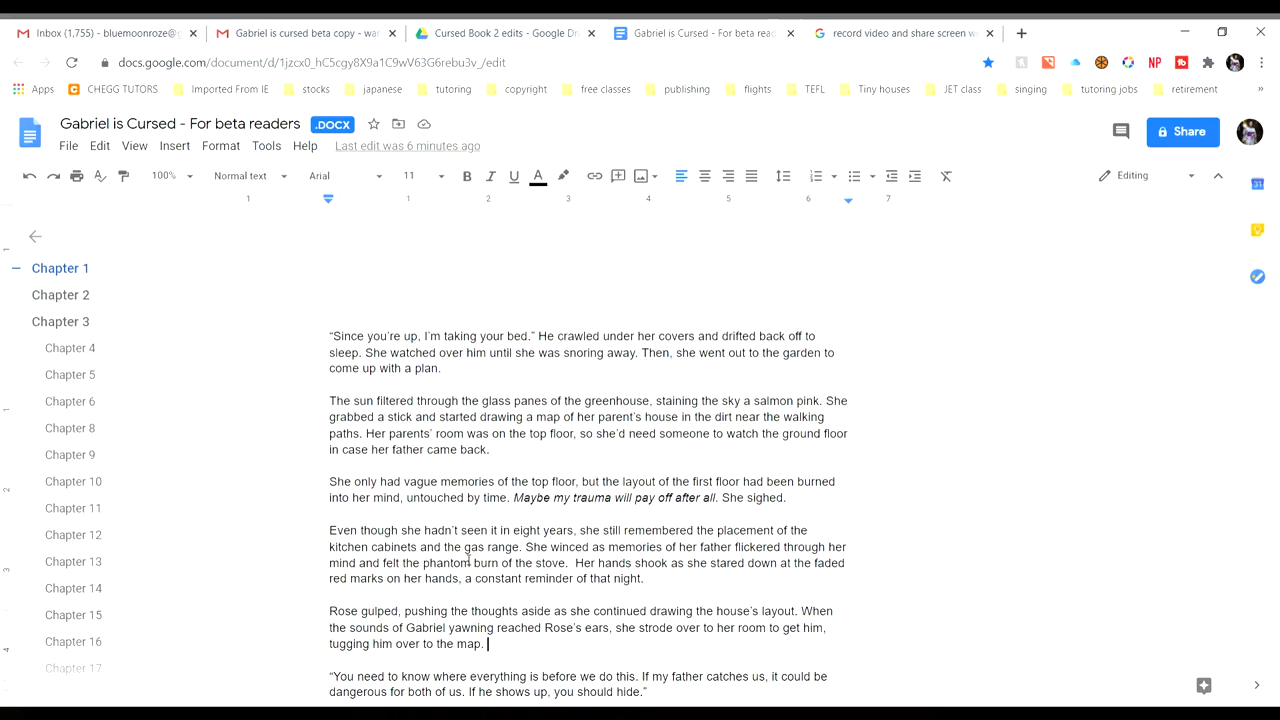 Inbox (1,755) - bluemoonroze@
Gabriel is cursed beta copy - wa
Cursed Book 2 edits - Google Dr
Gabriel is Cursed - For beta read
record video and share screen w
docs.google.com/document/d/1jzcx0_hC5cgy8X9a1C9wV63G6rebu3v_/edit
Apps
CHEGG TUTORS
Imported From IE
stocks
japanese
tutoring
copyright
free classes
publishing
flights
TEFL
Tiny houses
JET class
singing
tutoring jobs
retirement
»
Gabriel is Cursed - For beta readers
.DOCX
Share
File Edit View Insert Format Tools Help Last edit was 6 minutes ago
100% Normal text Arial 11 B I U A Editing
1 1 2 3 4 5 6 7
Chapter 1
Chapter 2
Chapter 3
Chapter 4
Chapter 5
Chapter 6
Chapter 8
Chapter 9
Chapter 10
Chapter 11
Chapter 12
Chapter 13
Chapter 14
Chapter 15
Chapter 16
Chapter 17
“Since you’re up, I’m taking your bed.” He crawled under her covers and drifted back off to
sleep. She watched over him until she was snoring away. Then, she went out to the garden to
come up with a plan.
The sun filtered through the glass panes of the greenhouse, staining the sky a salmon pink. She
grabbed a stick and started drawing a map of her parent’s house in the dirt near the walking
paths. Her parents’ room was on the top floor, so she’d need someone to watch the ground floor
in case her father came back.
She only had vague memories of the top floor, but the layout of the first floor had been burned
into her mind, untouched by time. Maybe my trauma will pay off after all. She sighed.
Even though she hadn’t seen it in eight years, she still remembered the placement of the
kitchen cabinets and the gas range. She winced as memories of her father flickered through her
mind and felt the phantom burn of the stove.  Her hands shook as she stared down at the faded
red marks on her hands, a constant reminder of that night.
Rose gulped, pushing the thoughts aside as she continued drawing the house’s layout. When
the sounds of Gabriel yawning reached Rose’s ears, she strode over to her room to get him,
tugging him over to the map.
“You need to know where everything is before we do this. If my father catches us, it could be
dangerous for both of us. If he shows up, you should hide.”